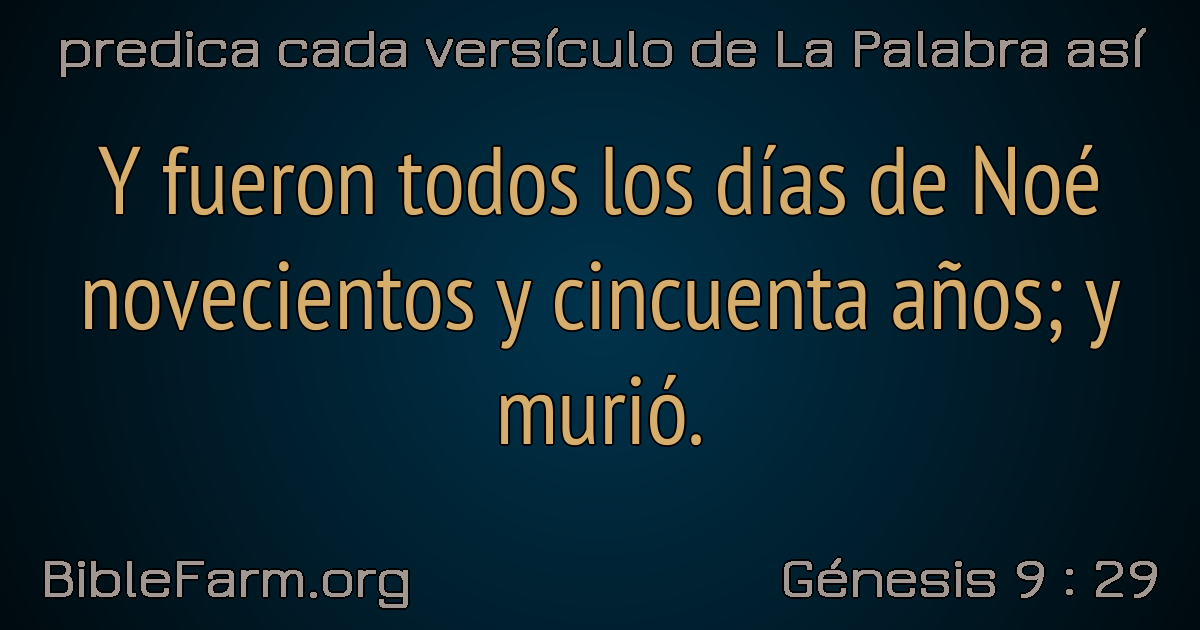 predica cada versículo de La Palabra así
Y fueron todos los días de Noé
novecientos y cincuenta años; y
murió.
BibleFarm.org
Génesis 9 : 29